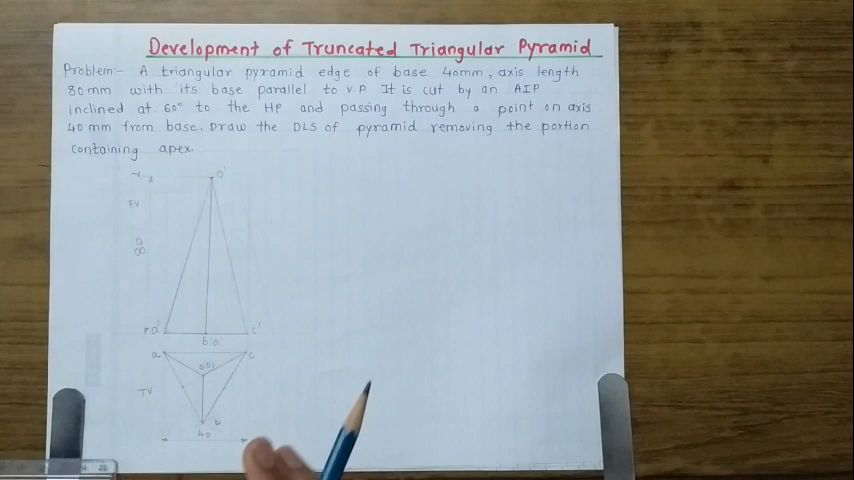 Development of Truncated Triangular Pyramid
Problem:- A triangular pyramid edge of base 40mm, axis length
80mm with its base parallel to V.P. It is cut by an AIP
inclined at 60° to the HP and passing through a point on axis
40mm from base. Draw the DLS of pyramid removing the portion
containing apex.
o'
FV
80
a'
b'o'
c'
a
c
TV
b
40